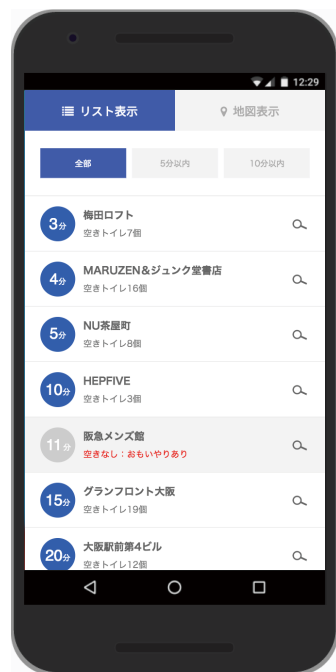 12:29
リスト表示
地図表示
全部
5分以内
10分以内
3分
梅田ロフト
空きトイレ7個
4分
MARUZEN&ジュンク堂書店
空きトイレ16個
5分
NU茶屋町
空きトイレ8個
10分
HEPFIVE
空きトイレ3個
11分
阪急メンズ館
空きなし：おもいやりあり
15分
グランフロント大阪
空きトイレ19個
20分
大阪駅前第4ビル
空きトイレ12個